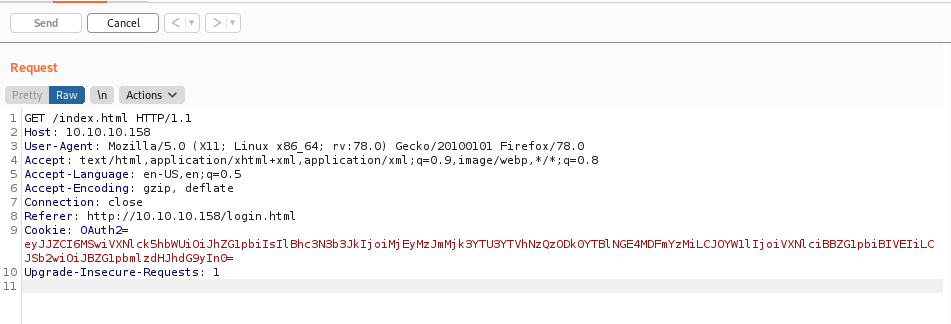 Send Cancel < ▼ > ▼
Request
Pretty Raw \n Actions
1 GET /index.html HTTP/1.1
2 Host: 10.10.10.158
3 User-Agent: Mozilla/5.0 (X11; Linux x86_64; rv:78.0) Gecko/20100101 Firefox/78.0
4 Accept: text/html,application/xhtml+xml,application/xml;q=0.9,image/webp,*/*;q=0.8
5 Accept-Language: en-US,en;q=0.5
6 Accept-Encoding: gzip, deflate
7 Connection: close
8 Referer: http://10.10.10.158/login.html
9 Cookie: OAuth2=
eyJJZCI6MSwiVXNlck5hbWUiOiJhZG1pbiIsIlBhc3N3b3JkIjoiMjEyMzJmMjk3YTU3YTVhNzQzODk0YTBlNGE4MDFmYzMiLCJOYW1lIjoiVXNlciBBZG1pbiBIVEIiLC
JSb2wiOiJBZG1pbmlzdHJhdG9yIn0=
10 Upgrade-Insecure-Requests: 1
11